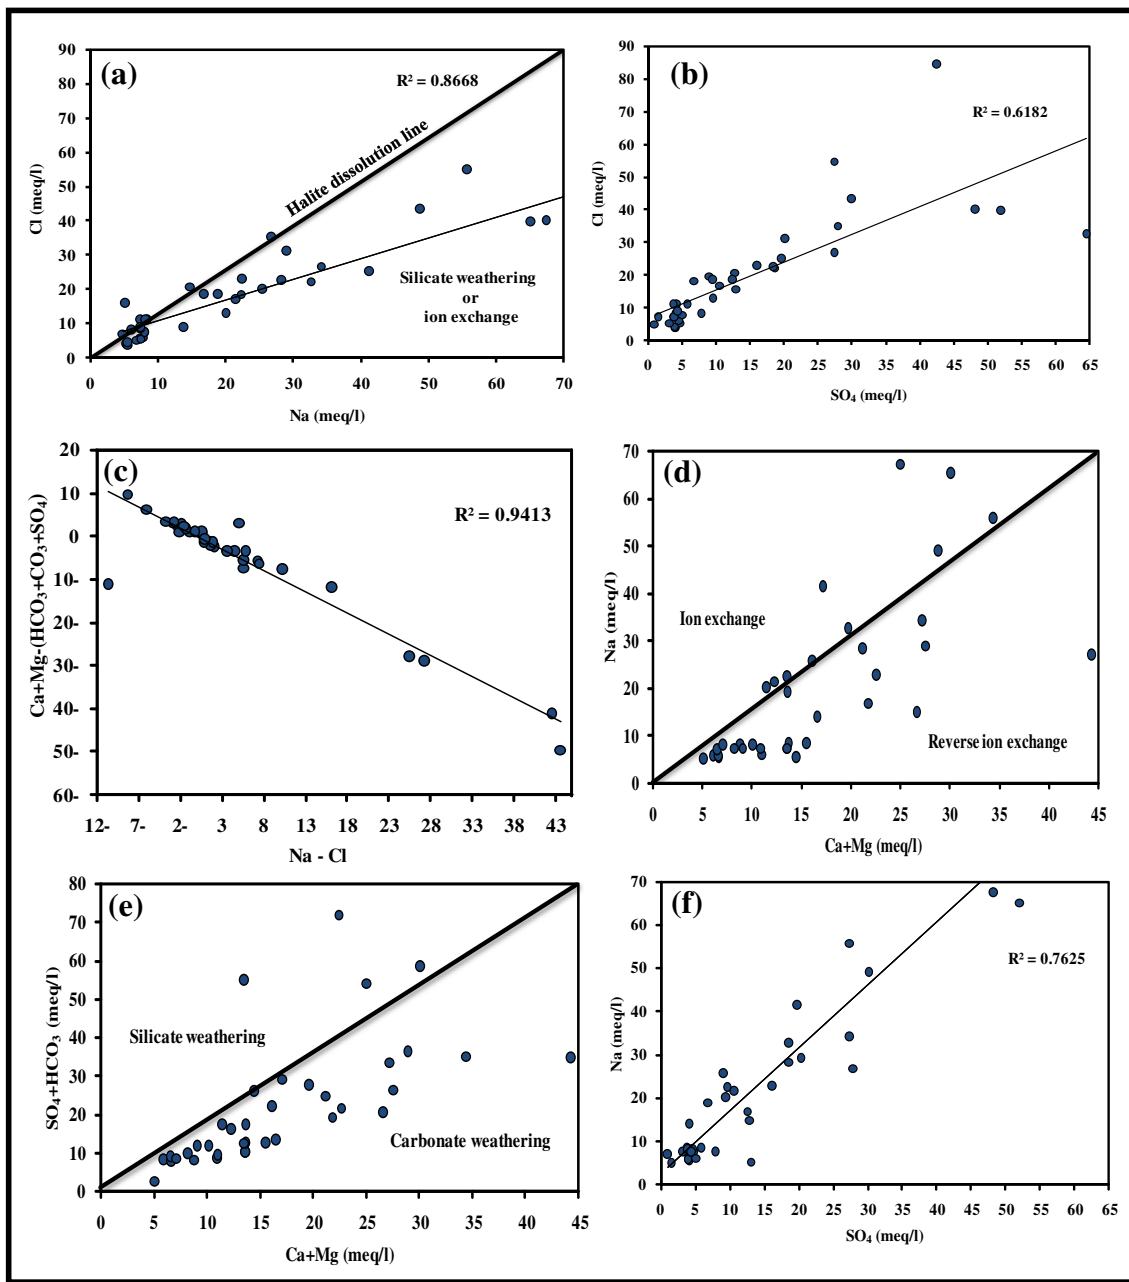 (a)
R² = 0.8668
Halite dissolution line
Silicate weathering
or
ion exchange
Cl (meq/l)
90
80
70
60
50
40
30
20
10
0
0 10 20 30 40 50 60 70
Na (meq/l)
(b)
R² = 0.6182
Cl (meq/l)
90
80
70
60
50
40
30
20
10
0
0 5 10 15 20 25 30 35 40 45 50 55 60 65
SO₄ (meq/l)
(c)
R² = 0.9413
Ca+Mg-(HCO₃+CO₃+SO₄)
20
10
0
10-
20-
30-
40-
50-
60-
12- 7- 2- 3 8 13 18 23 28 33 38 43
Na - Cl
(d)
Ion exchange
Reverse ion exchange
Na (meq/l)
70
60
50
40
30
20
10
0
0 5 10 15 20 25 30 35 40 45
Ca+Mg (meq/l)
(e)
Silicate weathering
Carbonate weathering
SO₄+HCO₃ (meq/l)
80
70
60
50
40
30
20
10
0
0 5 10 15 20 25 30 35 40 45
Ca+Mg (meq/l)
(f)
R² = 0.7625
Na (meq/l)
70
60
50
40
30
20
10
0
0 5 10 15 20 25 30 35 40 45 50 55 60 65
SO₄ (meq/l)